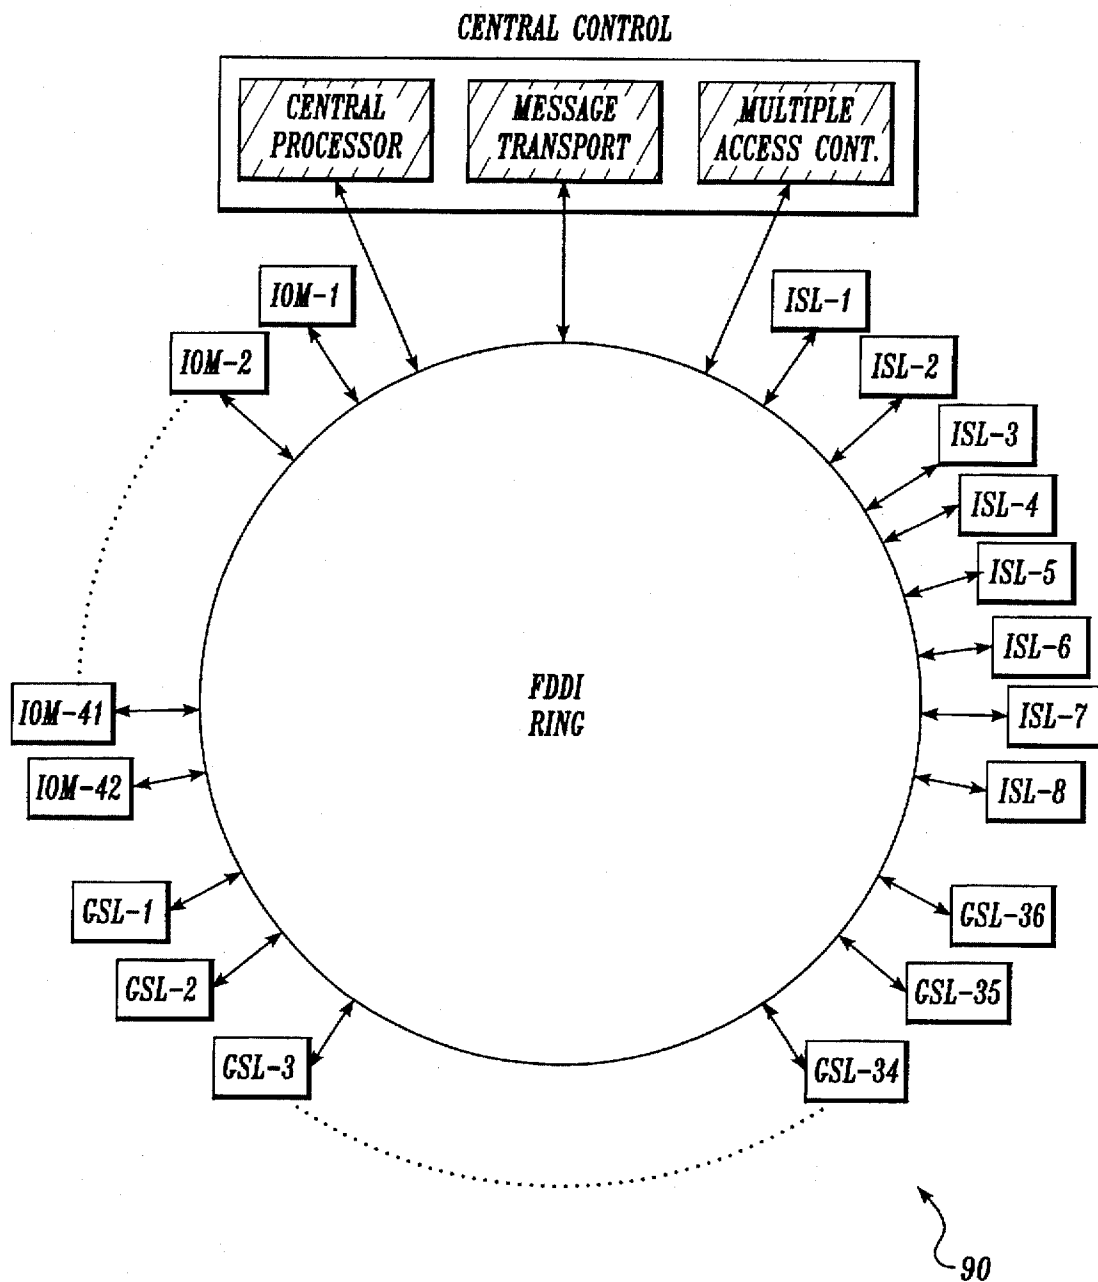 CENTRAL CONTROL
CENTRAL
PROCESSOR
MESSAGE
TRANSPORT
MULTIPLE
ACCESS CONT.
IOM-1
IOM-2
IOM-41
IOM-42
GSL-1
GSL-2
GSL-3
FDDI
RING
ISL-1
ISL-2
ISL-3
ISL-4
ISL-5
ISL-6
ISL-7
ISL-8
GSL-36
GSL-35
GSL-34
90